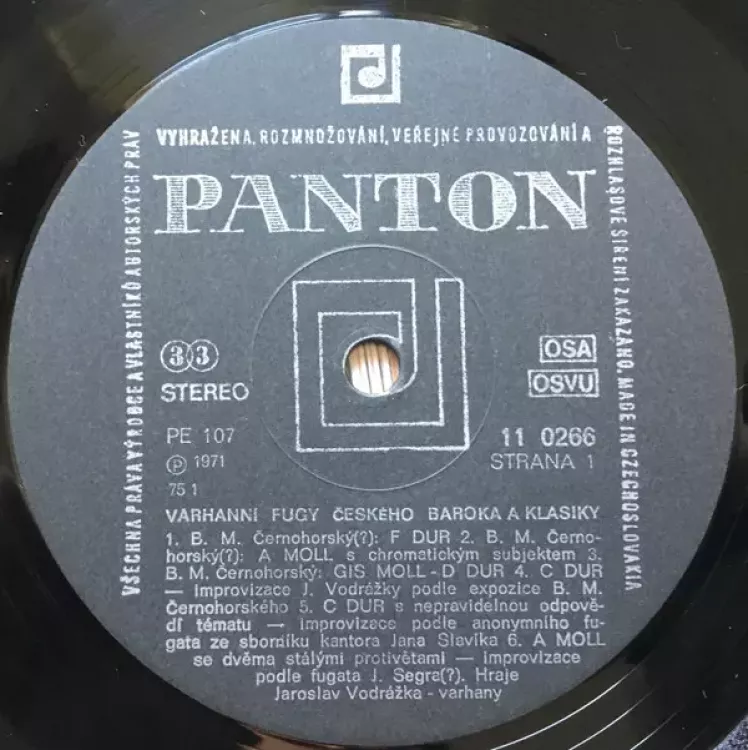 VŠECHNA PRÁVA VÝROBCE A VLASTNÍKŮ AUTORSKÝCH PRÁV
VYHRAŽENA. ROZMNOŽOVÁNÍ, VEŘEJNÉ PROVOZOVÁNÍ A
ROZHLASOVÉ ŠÍŘENÍ ZAKÁZÁNO. MADE IN CZECHOSLOVAKIA
PANTON
33
STEREO
OSA
OSVU
PE 107
11 0266
Ⓟ 1971
STRANA 1
75 1
VARHANNÍ FUGY ČESKÉHO BAROKA A KLASIKY
1. B. M. Černohorský(?): F DUR 2. B. M. Černo-
horský(?): A MOLL s chromatickým subjektem 3.
B. M. Černohorský: GIS MOLL - D DUR 4. C DUR
— Improvizace J. Vodrážky podle expozice B. M.
Černohorského 5. C DUR s nepravidelnou odpově-
dí tématu — improvizace podle anonymního fu-
gata ze sborníku kantora Jana Slavíka 6. A MOLL
se dvěma stálými protivětami — improvizace
podle fugata J. Segra(?). Hraje
Jaroslav Vodrážka - varhany